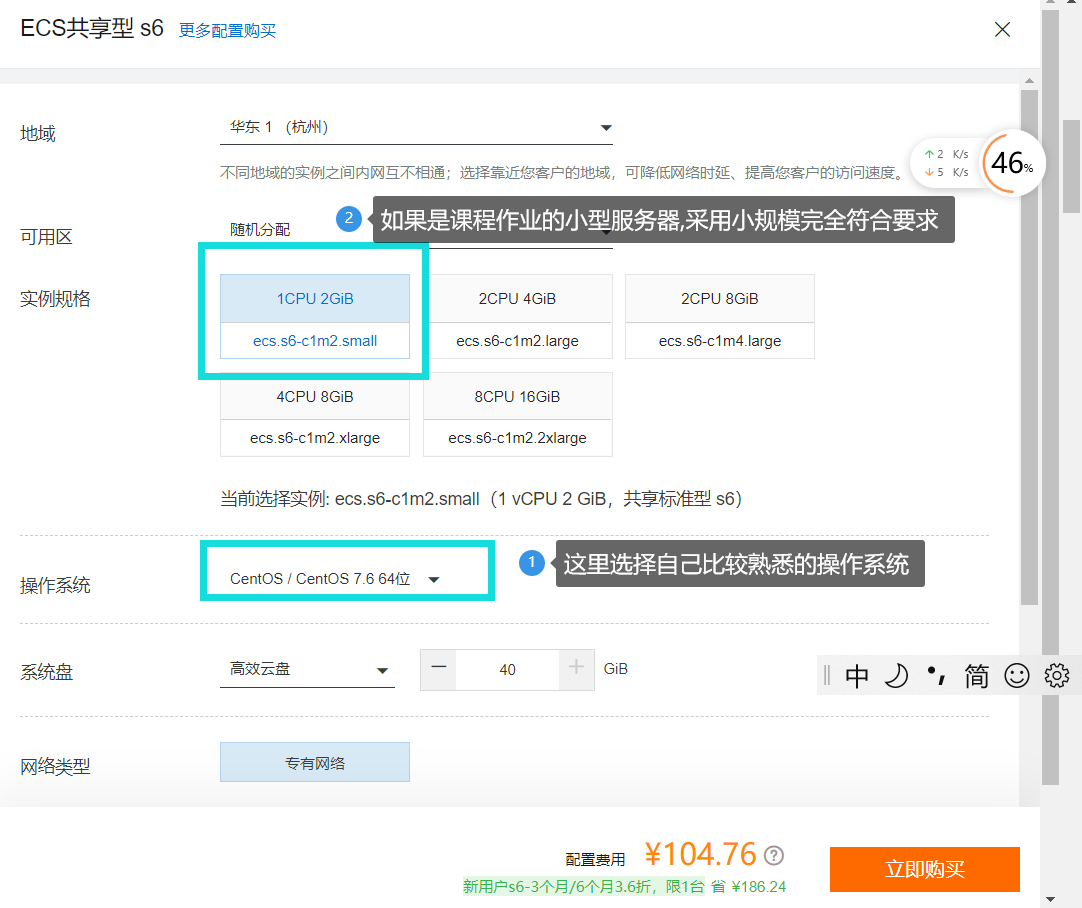 ECS共享型 s6 更多配置购买
地域
华东 1 （杭州）
不同地域的实例之间内网互不相通；选择靠近您客户的地域，可降低网络时延、提高您客户的访问速度。
↑ 2 K/s
↓ 5 K/s
46%
可用区
随机分配
2 如果是课程作业的小型服务器,采用小规模完全符合要求
实例规格
1CPU 2GiB
ecs.s6-c1m2.small
2CPU 4GiB
ecs.s6-c1m2.large
2CPU 8GiB
ecs.s6-c1m4.large
4CPU 8GiB
ecs.s6-c1m2.xlarge
8CPU 16GiB
ecs.s6-c1m2.2xlarge
当前选择实例: ecs.s6-c1m2.small（1 vCPU 2 GiB，共享标准型 s6）
操作系统
CentOS / CentOS 7.6 64位
1 这里选择自己比较熟悉的操作系统
系统盘
高效云盘
40
GiB
中 简
网络类型
专有网络
配置费用 ¥104.76
新用户s6-3个月/6个月3.6折，限1台 省 ¥186.24
立即购买